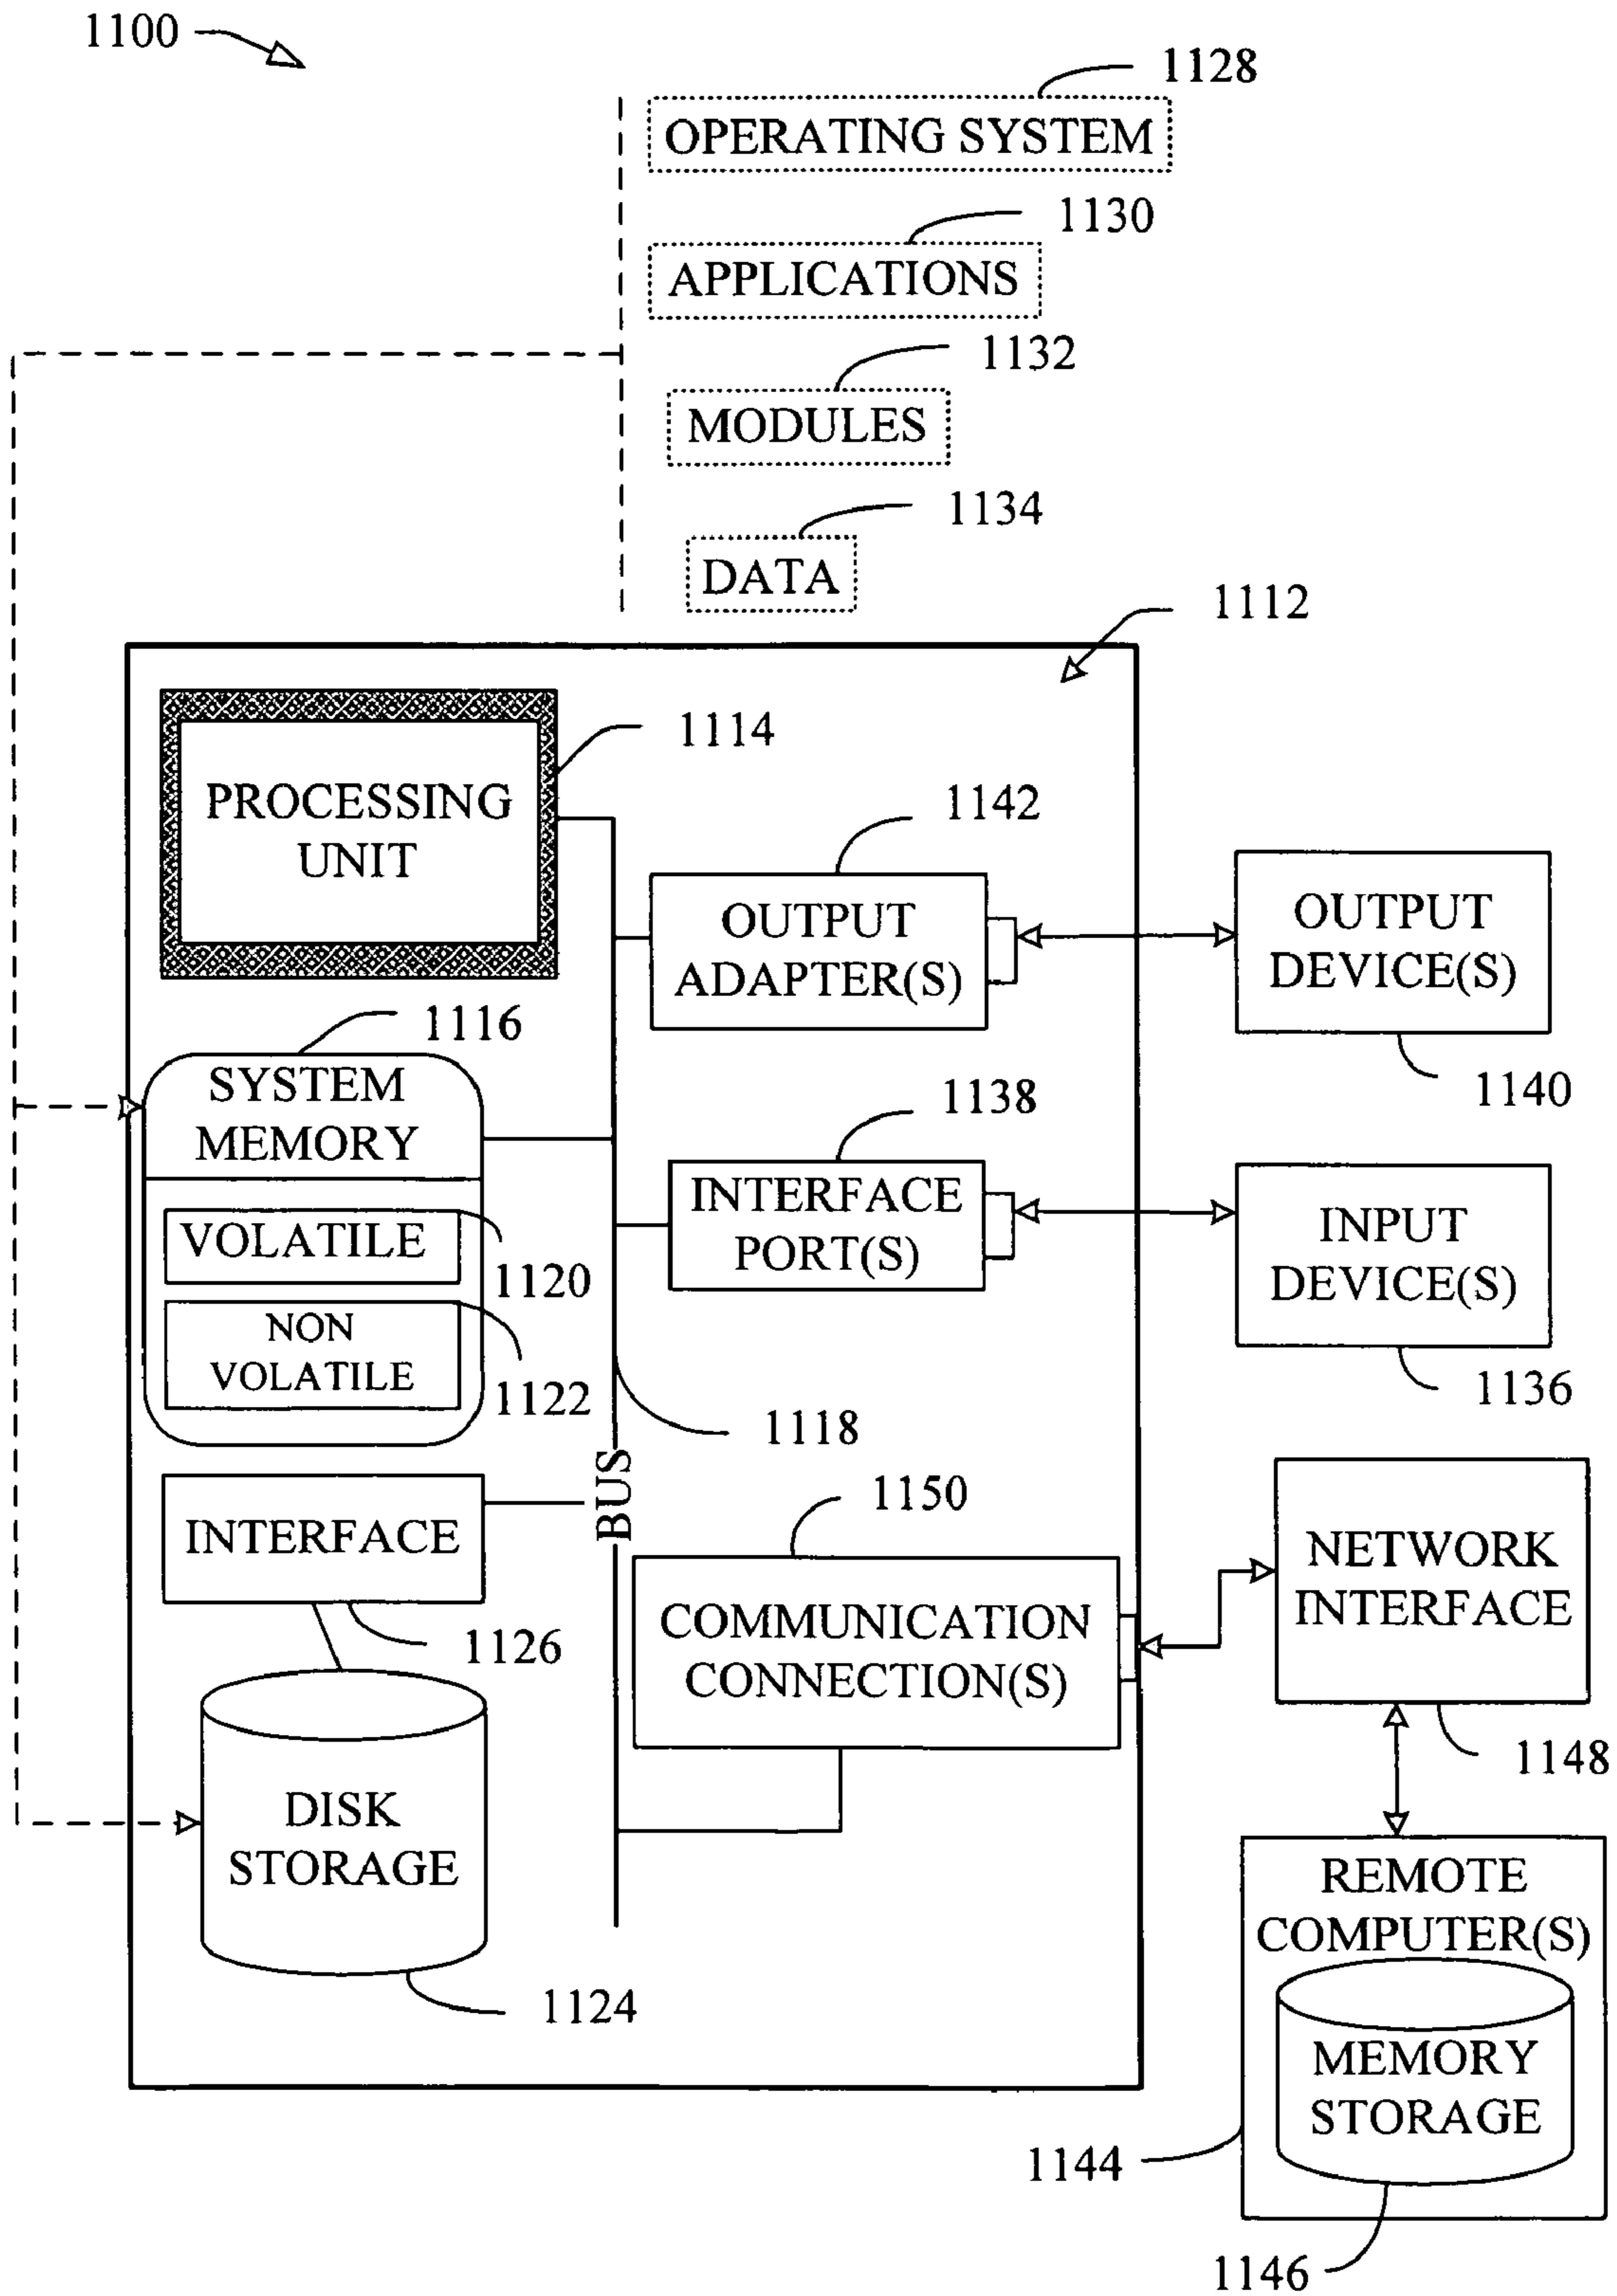 1100
1128
OPERATING SYSTEM
1130
APPLICATIONS
1132
MODULES
1134
DATA
1112
PROCESSING
UNIT
1114
1142
OUTPUT
ADAPTER(S)
OUTPUT
DEVICE(S)
1140
1116
SYSTEM
MEMORY
VOLATILE
1120
NON
VOLATILE
1122
1138
INTERFACE
PORT(S)
INPUT
DEVICE(S)
1136
1118
BUS
INTERFACE
1126
1150
COMMUNICATION
CONNECTION(S)
NETWORK
INTERFACE
1148
DISK
STORAGE
1124
REMOTE
COMPUTER(S)
MEMORY
STORAGE
1144
1146